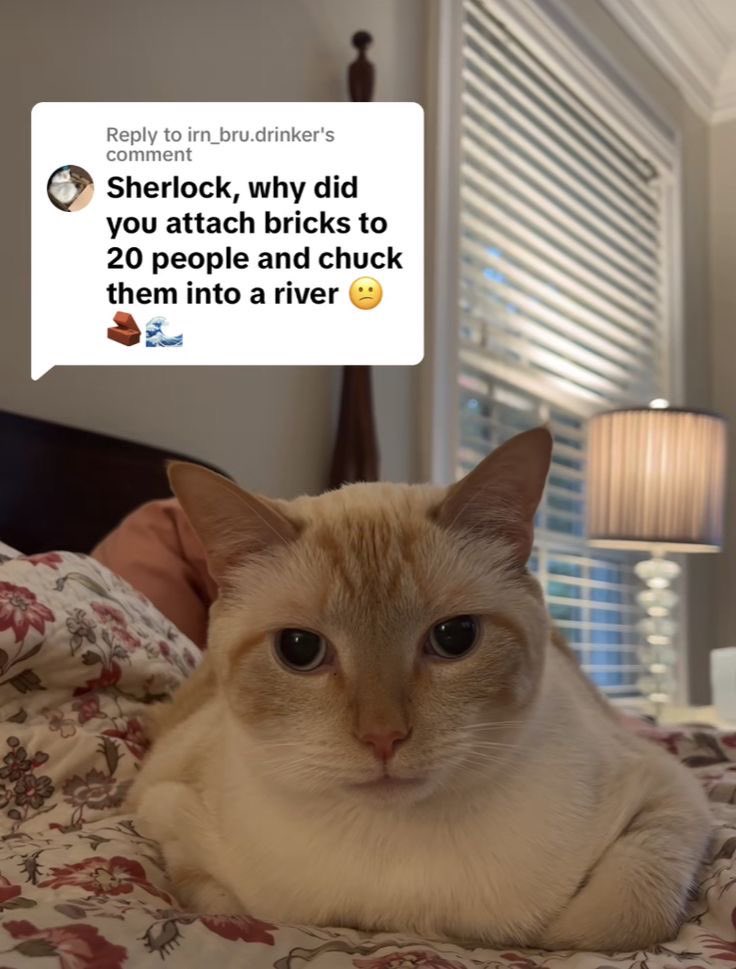 Reply to irn_bru.drinker's
comment
Sherlock, why did
you attach bricks to
20 people and chuck
them into a river 😕
🧱🌊